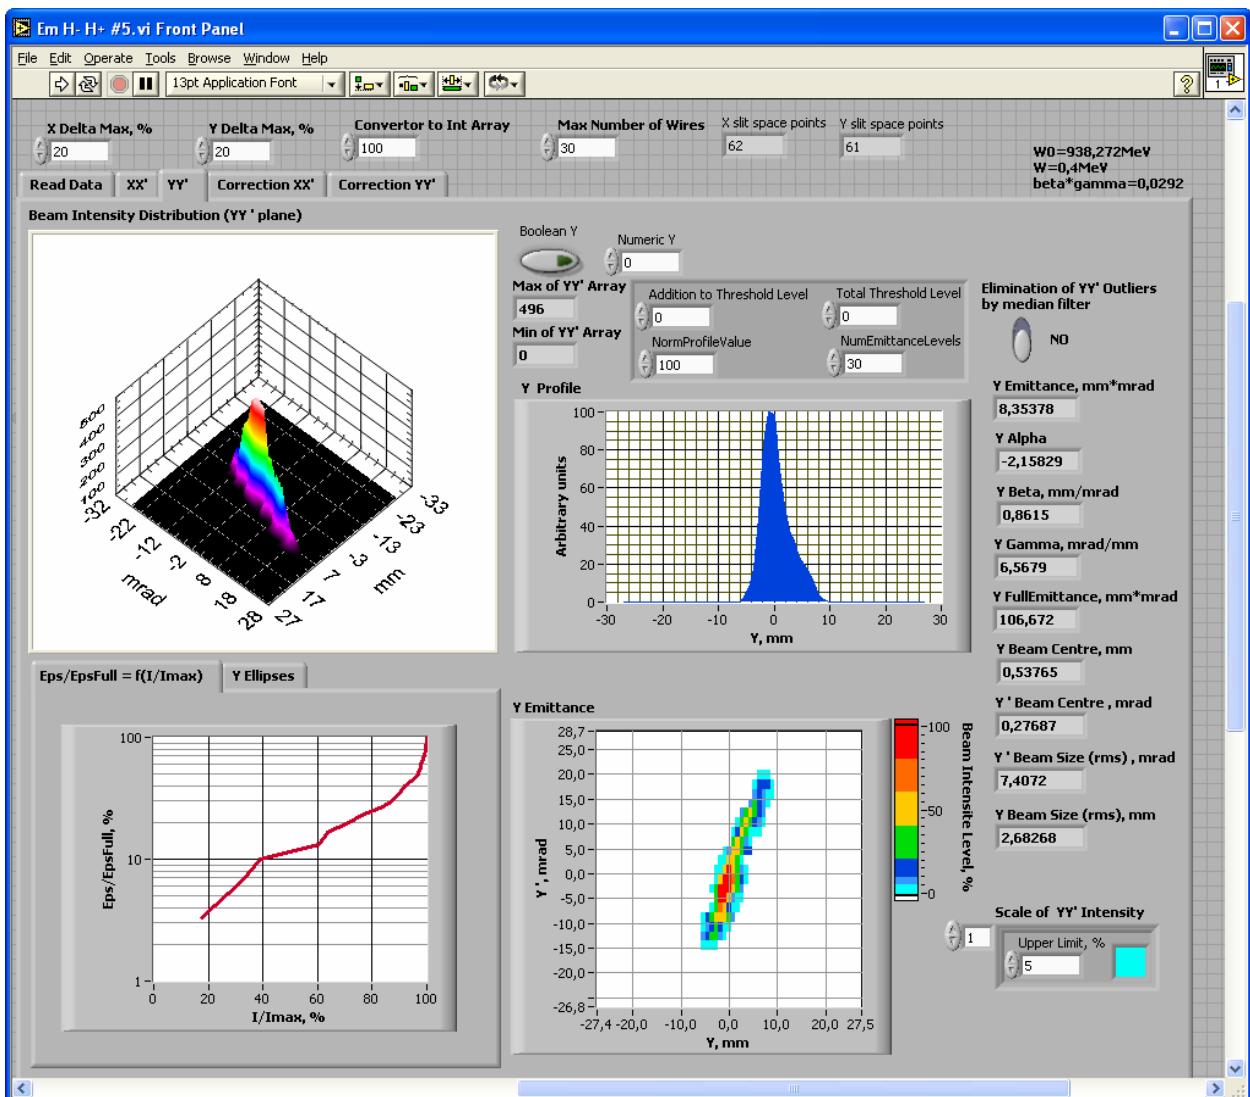 Em H- H+ #5.vi Front Panel
File Edit Operate Tools Browse Window Help
13pt Application Font
1
X Delta Max, % Y Delta Max, % Convertor to Int Array Max Number of Wires X slit space points Y slit space points
20 20 100 30 62 61
W0=938,272MeV
W=0,4MeV
beta*gamma=0,0292
Read Data XX' YY' Correction XX' Correction YY'
Beam Intensity Distribution (YY ' plane)
500
400
300
200
100
-32
-22
-12
-2
8
18
28
mrad
-33
-23
-13
-3
7
17
27
mm
Boolean Y
Numeric Y
0
Max of YY' Array
496
Min of YY' Array
0
Addition to Threshold Level
0
Total Threshold Level
0
NormProfileValue
100
NumEmittanceLevels
30
Elimination of YY' Outliers
by median filter
NO
Y Profile
100
80
60
40
20
0
Arbitrary units
-30 -20 -10 0 10 20 30
Y, mm
Y Emittance, mm*mrad
8,35378
Y Alpha
-2,15829
Y Beta, mm/mrad
0,8615
Y Gamma, mrad/mm
6,5679
Y FullEmittance, mm*mrad
106,672
Y Beam Centre, mm
0,53765
Y ' Beam Centre , mrad
0,27687
Y ' Beam Size (rms) , mrad
7,4072
Y Beam Size (rms), mm
2,68268
Eps/EpsFull = f(I/Imax) Y Ellipses
100
10
1
Eps/EpsFull, %
0 20 40 60 80 100
I/Imax, %
Y Emittance
28,7
25,0
20,0
15,0
10,0
5,0
0,0
-5,0
-10,0
-15,0
-20,0
-26,8
Y', mrad
-27,4 -20,0 -10,0 0,0 10,0 20,0 27,5
Y, mm
100
50
0
Beam Intensite Level, %
Scale of YY' Intensity
1
Upper Limit, %
5